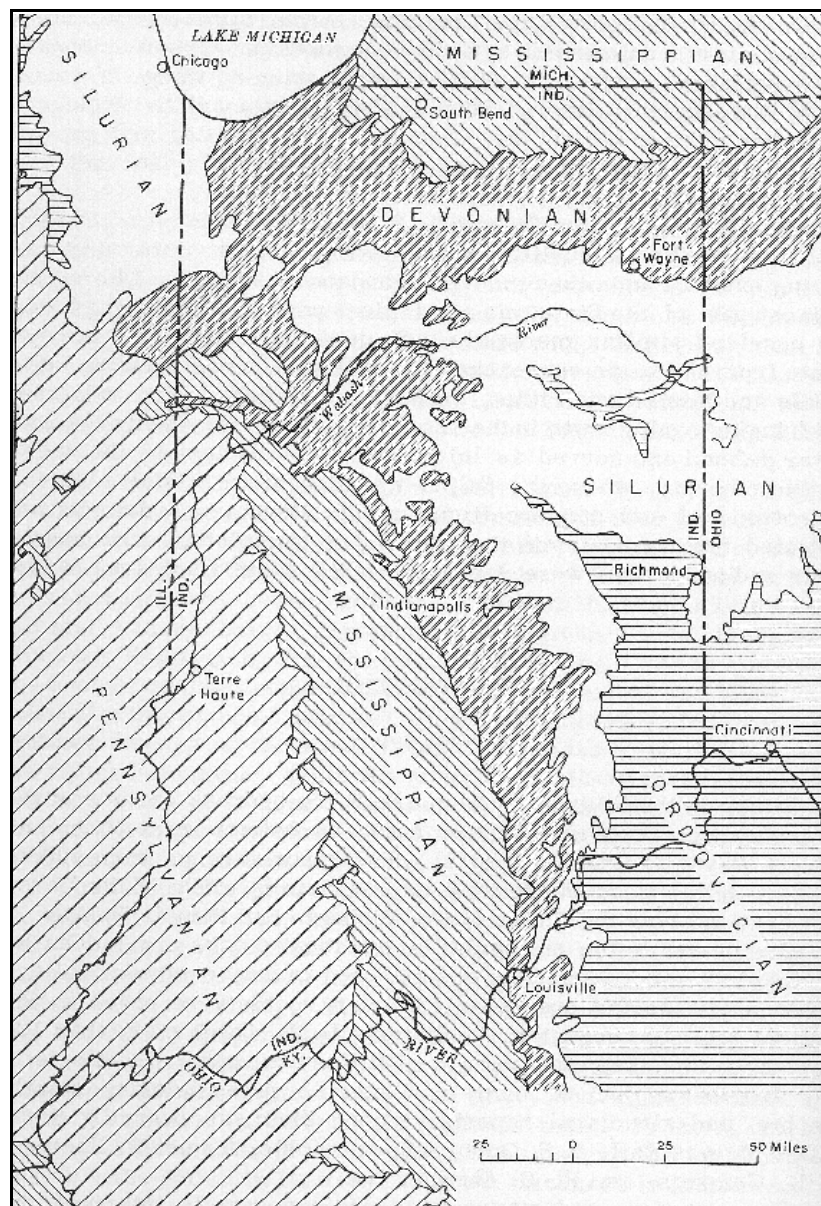 LAKE MICHIGAN
Chicago
MISSISSIPPIAN
MICH.
IND.
South Bend
SILURIAN
DEVONIAN
Fort
Wayne
River
Wabash
SILURIAN
IND.
OHIO
Richmond
Indianapolis
ILL.
IND.
MISSISSIPPIAN
Terre
Haute
PENNSYLVANIAN
Cincinnati
ORDOVICIAN
Louisville
IND.
KY.
OHIO
RIVER
25 0 25 50 Miles